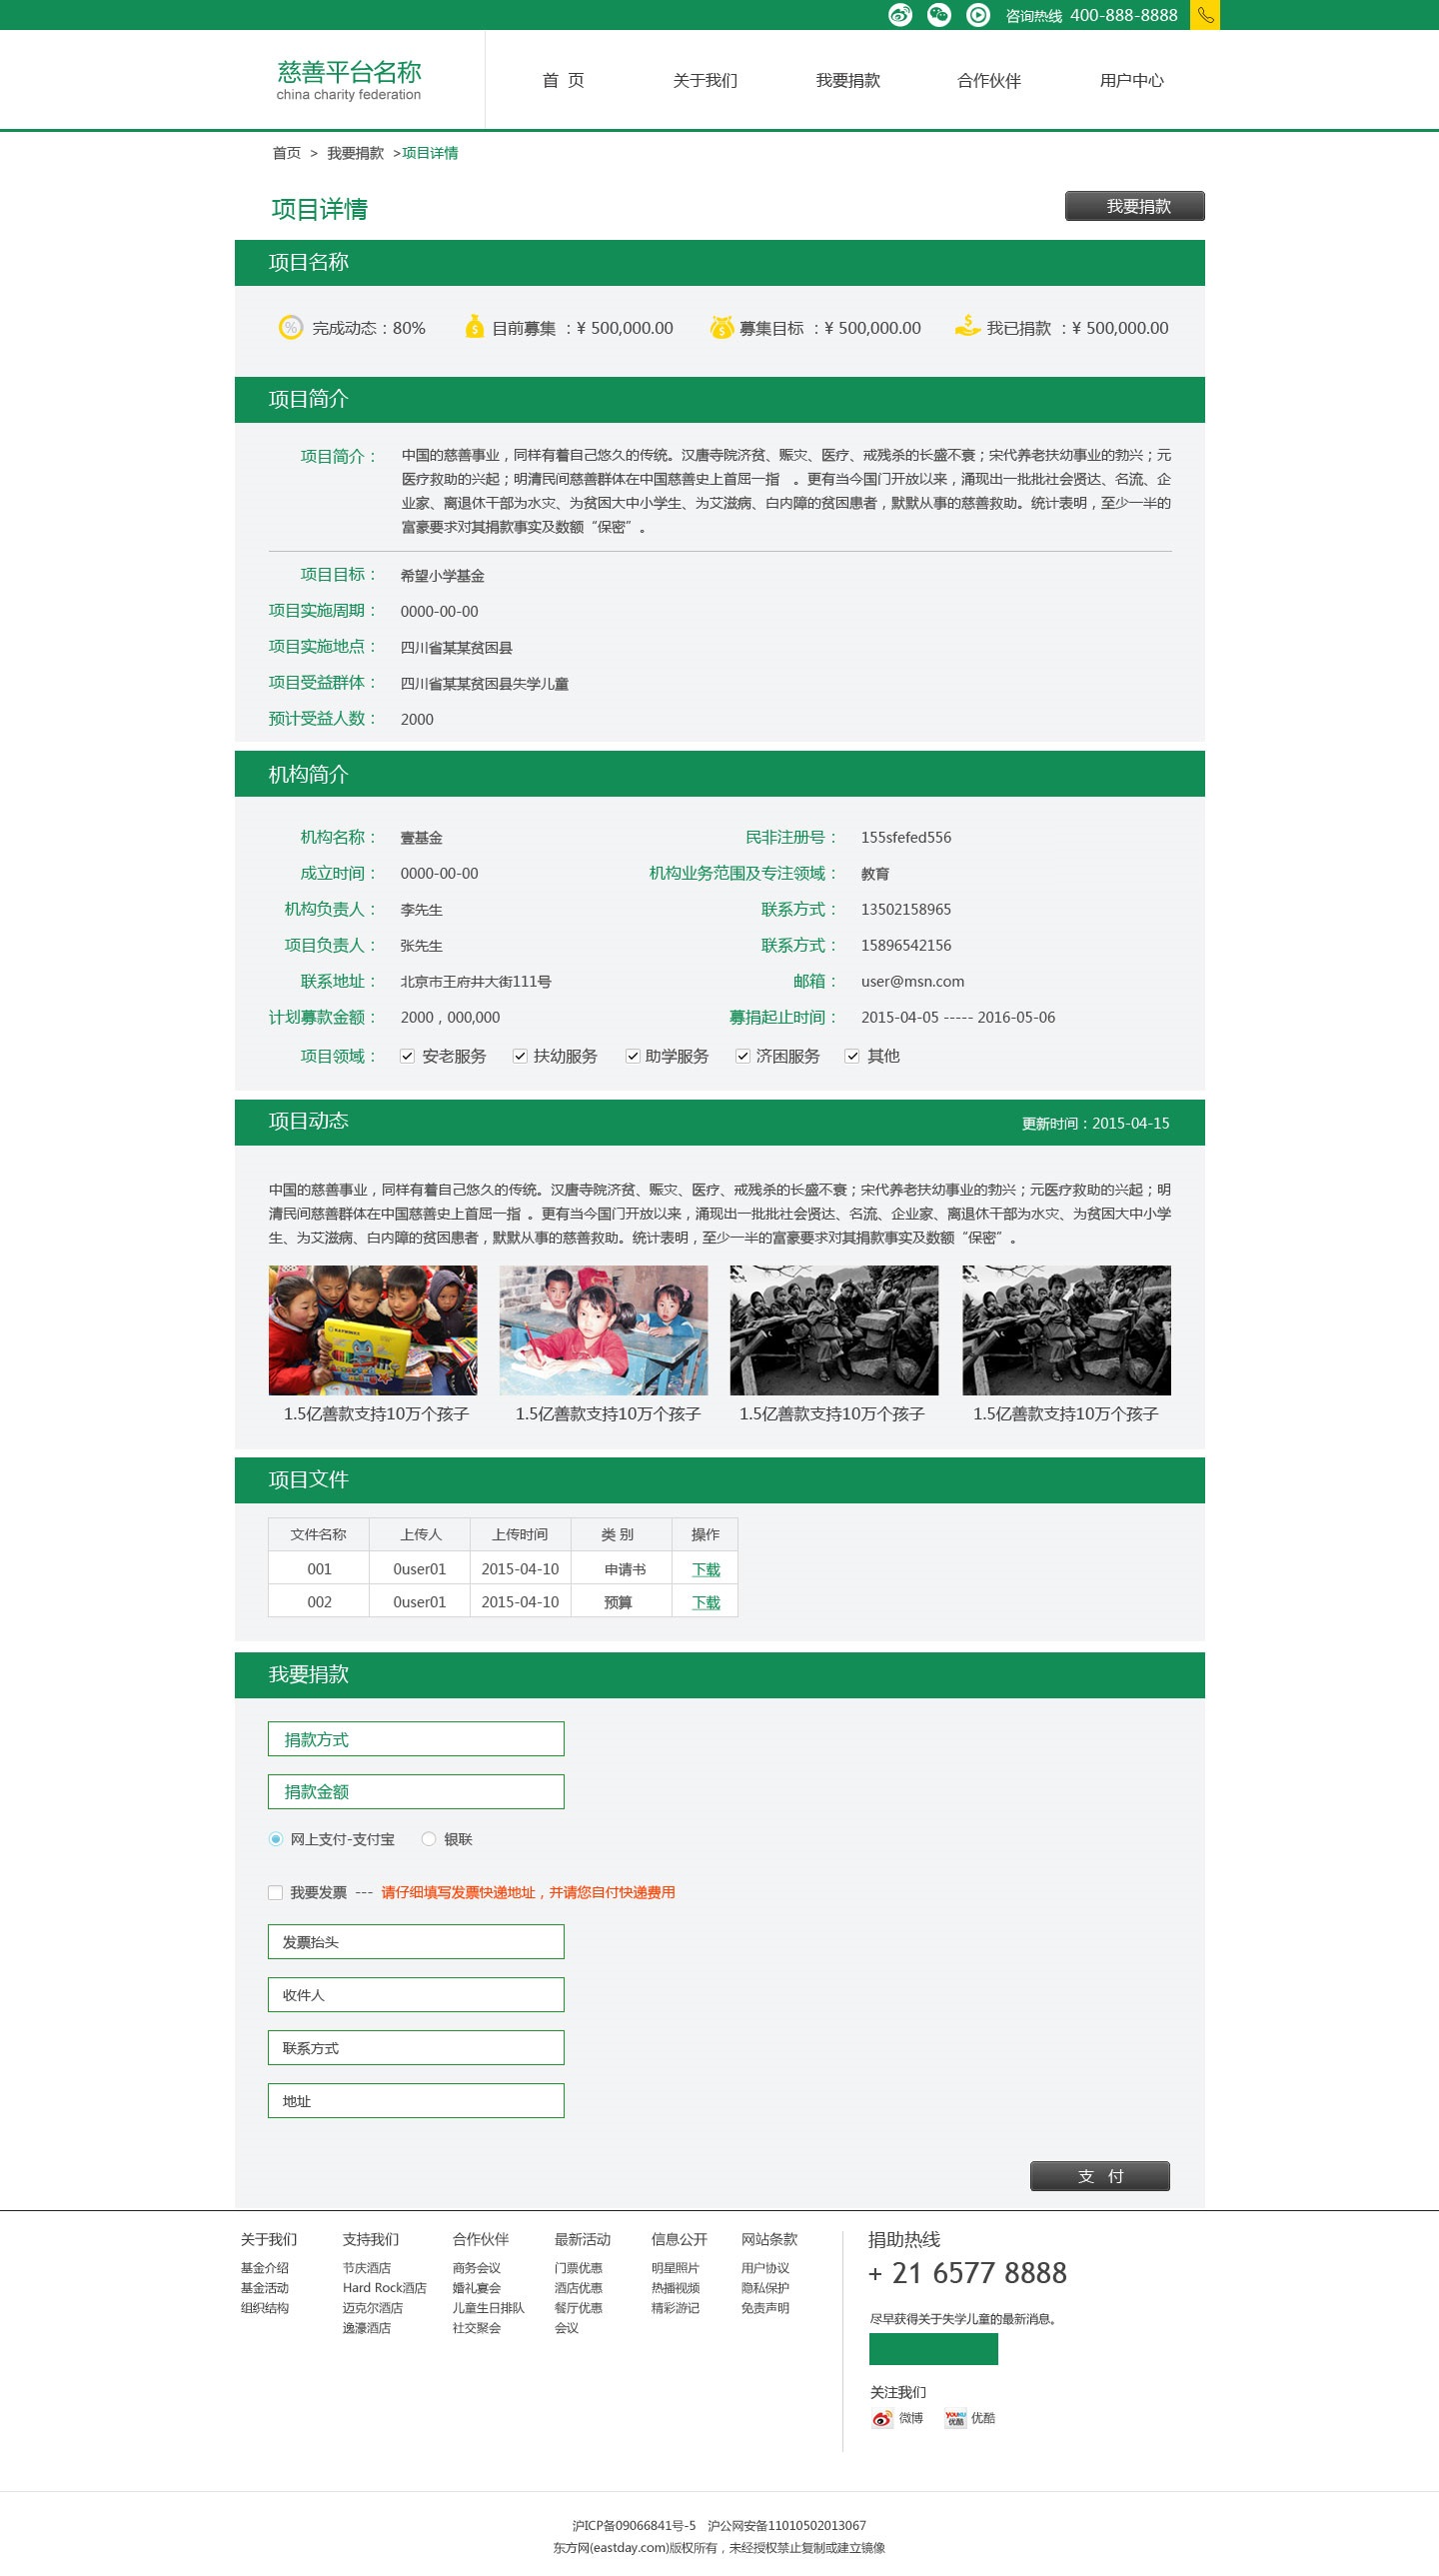 咨询热线 400-888-8888
慈善平台名称
china charity federation
首 页 关于我们 我要捐款 合作伙伴 用户中心
首页 > 我要捐款 >项目详情
项目详情
我要捐款
项目名称
% 完成动态：80% $ 目前募集 ：¥ 500,000.00 $ 募集目标 ：¥ 500,000.00 $ 我已捐款 ：¥ 500,000.00
项目简介
项目简介： 中国的慈善事业，同样有着自己悠久的传统。汉唐寺院济贫、赈灾、医疗、戒残杀的长盛不衰；宋代养老扶幼事业的勃兴；元
医疗救助的兴起；明清民间慈善群体在中国慈善史上首屈一指 。更有当今国门开放以来，涌现出一批批社会贤达、名流、企
业家、离退休干部为水灾、为贫困大中小学生、为艾滋病、白内障的贫困患者，默默从事的慈善救助。统计表明，至少一半的
富豪要求对其捐款事实及数额“保密”。
项目目标： 希望小学基金
项目实施周期： 0000-00-00
项目实施地点： 四川省某某贫困县
项目受益群体： 四川省某某贫困县失学儿童
预计受益人数： 2000
机构简介
机构名称： 壹基金 民非注册号： 155sfefed556
成立时间： 0000-00-00 机构业务范围及专注领域： 教育
机构负责人： 李先生 联系方式： 13502158965
项目负责人： 张先生 联系方式： 15896542156
联系地址： 北京市王府井大街111号 邮箱： user@msn.com
计划募款金额： 2000，000,000 募捐起止时间： 2015-04-05 ----- 2016-05-06
项目领域： 安老服务 扶幼服务 助学服务 济困服务 其他
项目动态 更新时间：2015-04-15
中国的慈善事业，同样有着自己悠久的传统。汉唐寺院济贫、赈灾、医疗、戒残杀的长盛不衰；宋代养老扶幼事业的勃兴；元医疗救助的兴起；明
清民间慈善群体在中国慈善史上首屈一指 。更有当今国门开放以来，涌现出一批批社会贤达、名流、企业家、离退休干部为水灾、为贫困大中小学
生、为艾滋病、白内障的贫困患者，默默从事的慈善救助。统计表明，至少一半的富豪要求对其捐款事实及数额“保密”。
1.5亿善款支持10万个孩子 1.5亿善款支持10万个孩子 1.5亿善款支持10万个孩子 1.5亿善款支持10万个孩子
项目文件
文件名称 上传人 上传时间 类 别 操作
001 0user01 2015-04-10 申请书 下载
002 0user01 2015-04-10 预算 下载
我要捐款
捐款方式
捐款金额
网上支付-支付宝 银联
我要发票 --- 请仔细填写发票快递地址，并请您自付快递费用
发票抬头
收件人
联系方式
地址
支 付
关于我们 支持我们 合作伙伴 最新活动 信息公开 网站条款 捐助热线
基金介绍 节庆酒店 商务会议 门票优惠 明星照片 用户协议 + 21 6577 8888
基金活动 Hard Rock酒店 婚礼宴会 酒店优惠 热播视频 隐私保护
组织结构 迈克尔酒店 儿童生日排队 餐厅优惠 精彩游记 免责声明
逸濠酒店 社交聚会 会议
尽早获得关于失学儿童的最新消息。
关注我们
微博 YOUKU 优酷 优酷
沪ICP备09066841号-5 沪公网安备11010502013067
东方网(eastday.com)版权所有，未经授权禁止复制或建立镜像